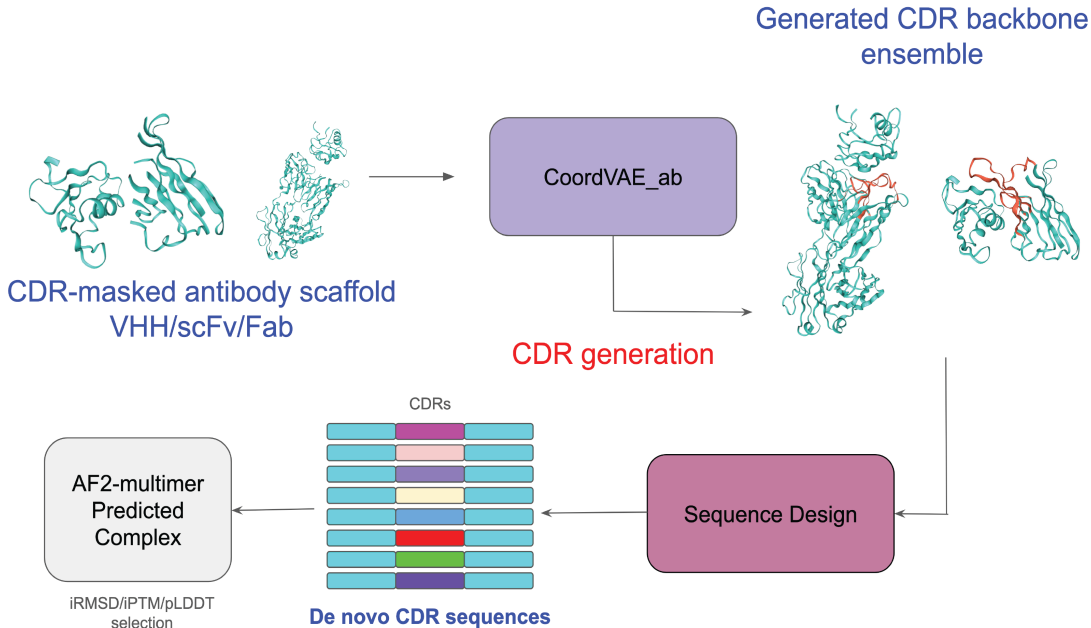 Generated CDR backbone
ensemble
CoordVAE_ab
CDR-masked antibody scaffold
VHH/scFv/Fab
CDR generation
CDRs
AF2-multimer
Predicted
Complex
Sequence Design
iRMSD/iPTM/pLDDT
selection
De novo CDR sequences